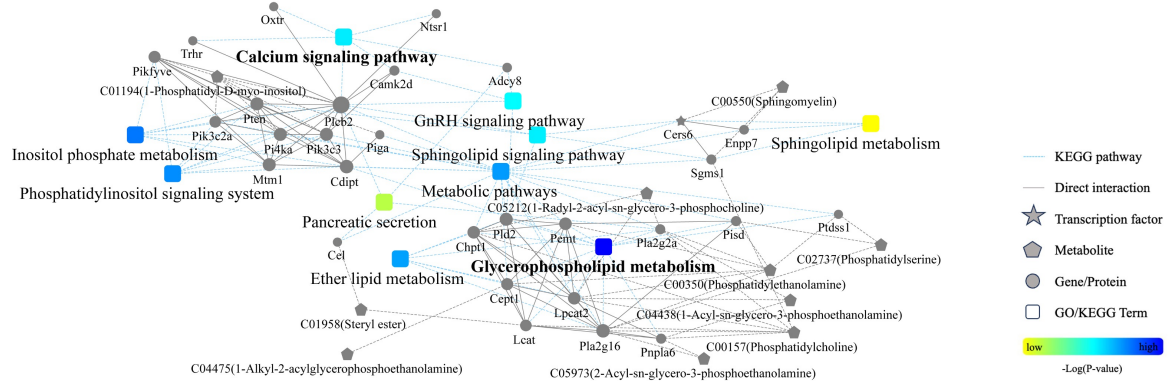 Oxtr
Ntsr1
Trhr
Calcium signaling pathway
Pikfyve
Camk2d
Adcy8
C01194(1-Phosphatidyl-D-myo-inositol)
C00550(Sphingomyelin)
Pten
Plcb2
GnRH signaling pathway
Cers6
Pik3c2a
Pi4ka
Pik3c3
Piga
Enpp7
Sphingolipid metabolism
Inositol phosphate metabolism
Sphingolipid signaling pathway
Mtm1
Cdipt
Sgms1
Phosphatidylinositol signaling system
Metabolic pathways
C05212(1-Radyl-2-acyl-sn-glycero-3-phosphocholine)
Pancreatic secretion
Pld2
Pemt
Pla2g2a
Pisd
Ptdss1
Chpt1
Cel
C02737(Phosphatidylserine)
Glycerophospholipid metabolism
Ether lipid metabolism
C00350(Phosphatidylethanolamine)
Cept1
Lpcat2
C04438(1-Acyl-sn-glycero-3-phosphoethanolamine)
C01958(Steryl ester)
Lcat
Pla2g16
Pnpla6
C00157(Phosphatidylcholine)
C04475(1-Alkyl-2-acylglycerophosphoethanolamine)
C05973(2-Acyl-sn-glycero-3-phosphoethanolamine)
KEGG pathway
Direct interaction
Transcription factor
Metabolite
Gene/Protein
GO/KEGG Term
low
high
-Log(P-value)